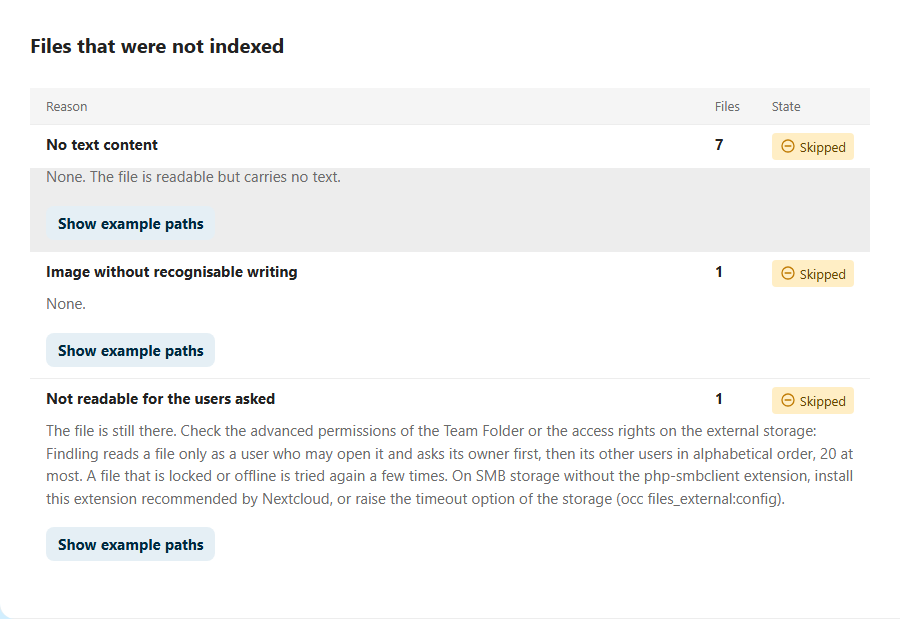 Files that were not indexed
Reason Files State
No text content 7 Skipped
None. The file is readable but carries no text.
Show example paths
Image without recognisable writing 1 Skipped
None.
Show example paths
Not readable for the users asked 1 Skipped
The file is still there. Check the advanced permissions of the Team Folder or the access rights on the external storage:
Findling reads a file only as a user who may open it and asks its owner first, then its other users in alphabetical order, 20 at
most. A file that is locked or offline is tried again a few times. On SMB storage without the php-smbclient extension, install
this extension recommended by Nextcloud, or raise the timeout option of the storage (occ files_external:config).
Show example paths